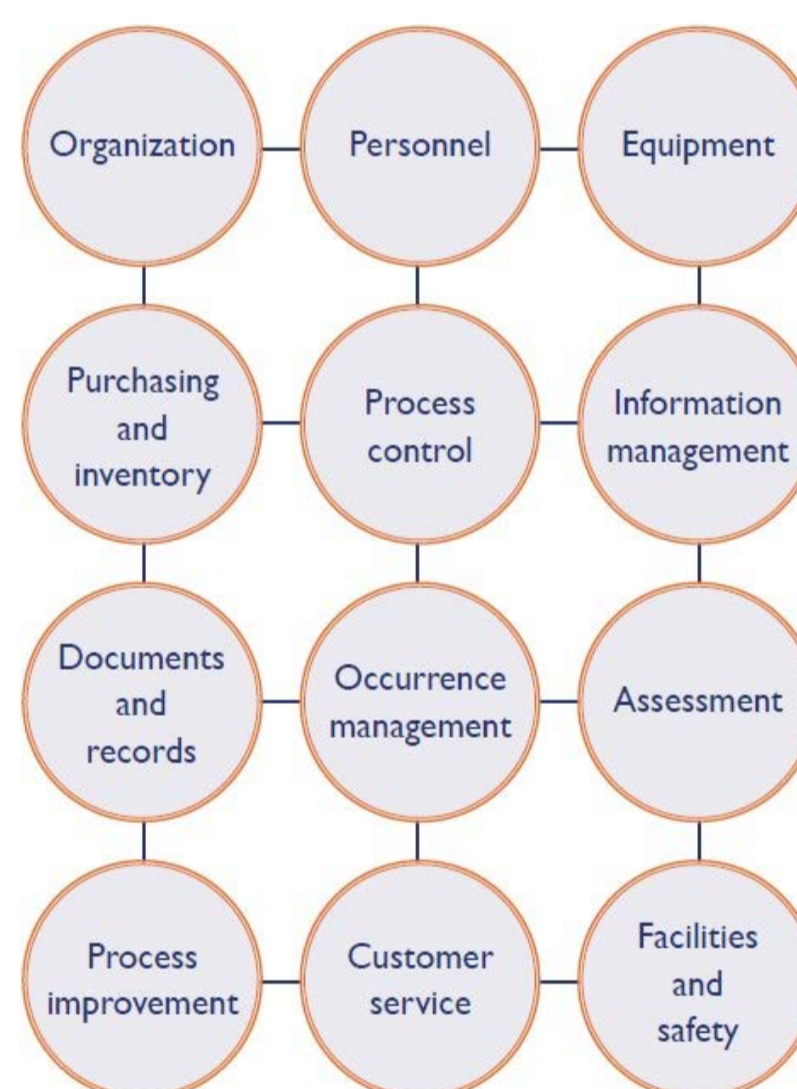 Organization
Personnel
Equipment
Purchasing
and
inventory
Process
control
Information
management
Documents
and
records
Occurrence
management
Assessment
Process
improvement
Customer
service
Facilities
and
safety